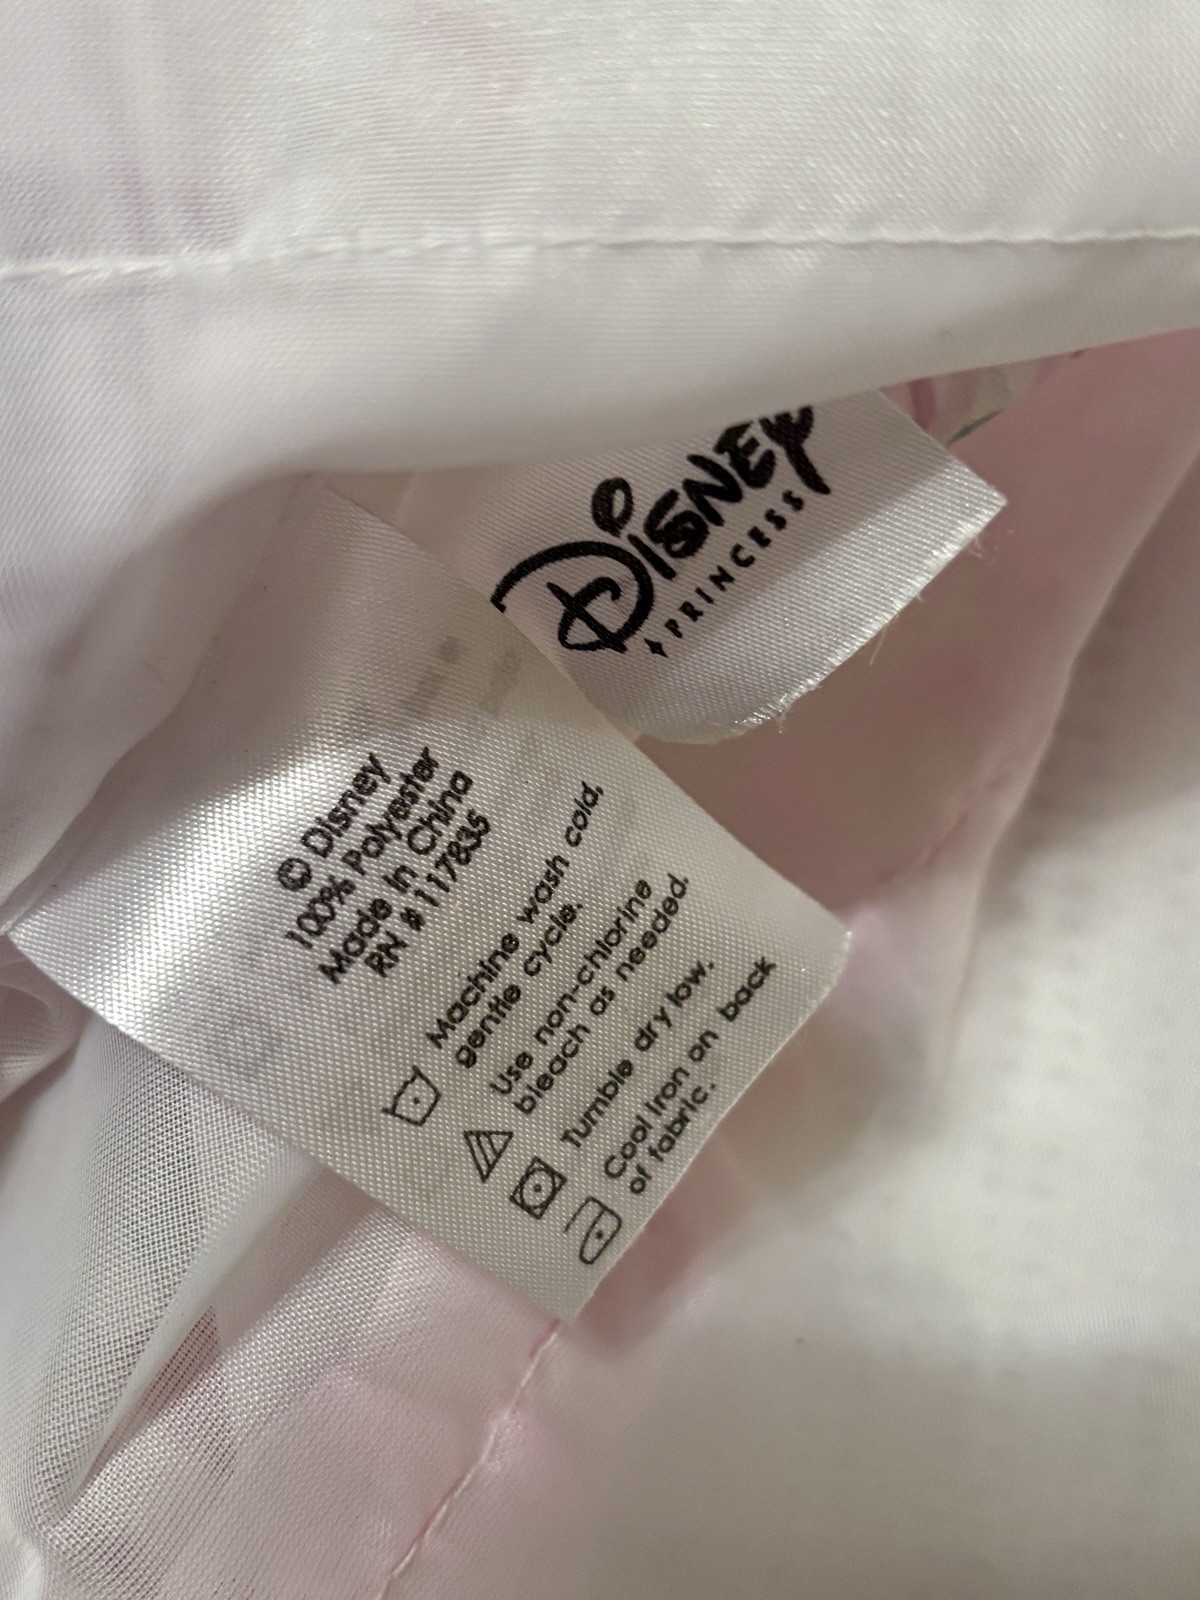 DISNEY
PRINCESS
© Disney
100% Polyester
Made in China
RN #117835
Machine wash cold,
gentle cycle.
Use non-chlorine
bleach as needed.
Tumble dry low.
Cool iron on back
of fabric.